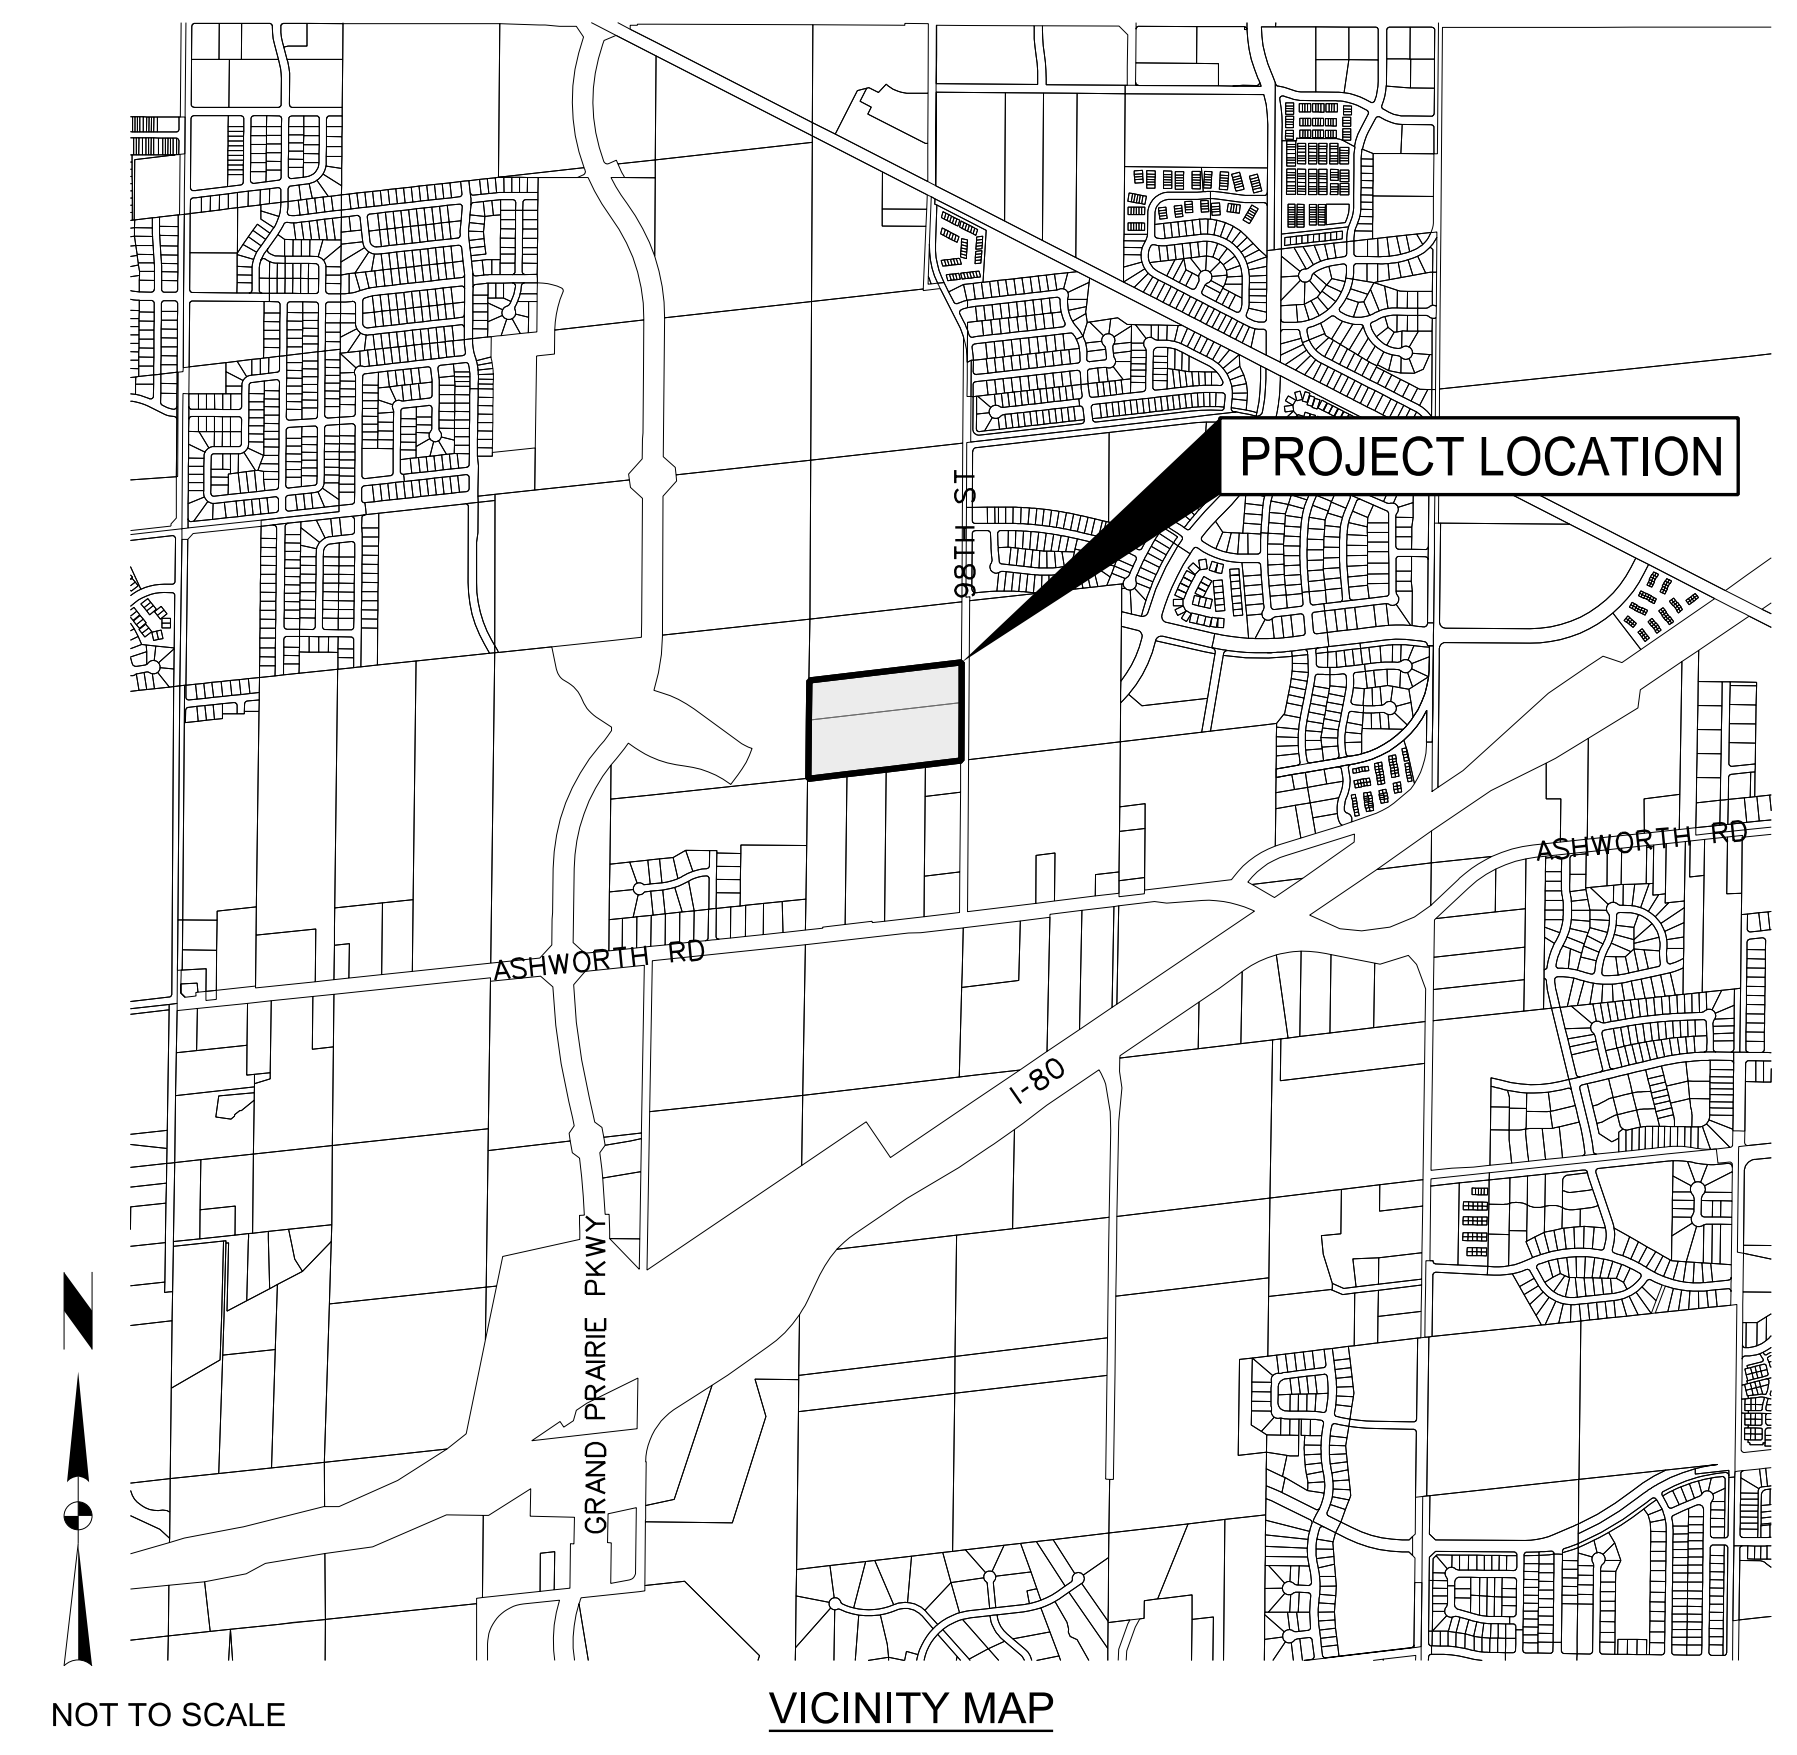 PROJECT LOCATION
98TH ST
ASHWORTH RD
ASHWORTH RD
I-80
GRAND PRAIRIE PKWY
N
NOT TO SCALE
VICINITY MAP